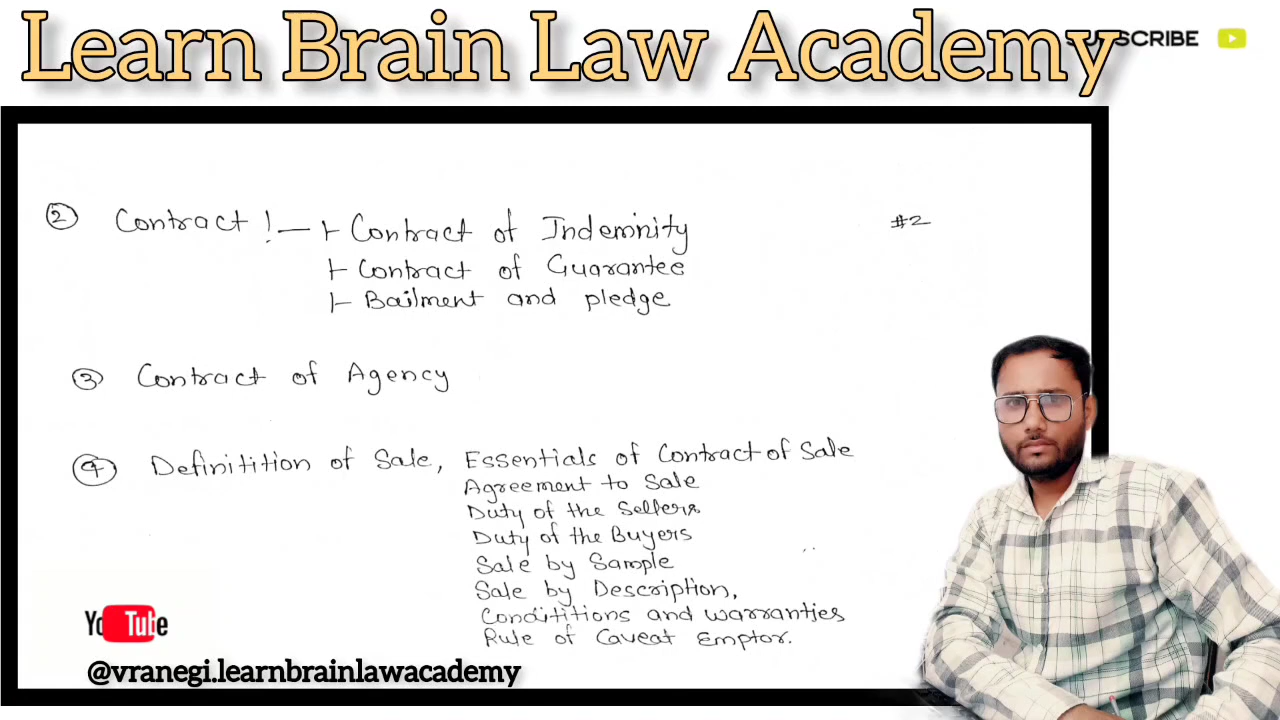 Learn Brain Law Academy
SUBSCRIBE
② Contract !— ⊢ Contract of Indeminity #2
⊢ Contract of Guarantee
⊢ Bailment and pledge
③ Contract of Agency
④ Definitition of Sale, Essentials of Contract of Sale
Agreement to Sale
Duty of the Sellers
Duty of the Buyers
Sale by Sample
Sale by Description,
Condititions and warranties
Rule of Caveat Emptor.
YouTube
@vranegi.learnbrainlawacademy